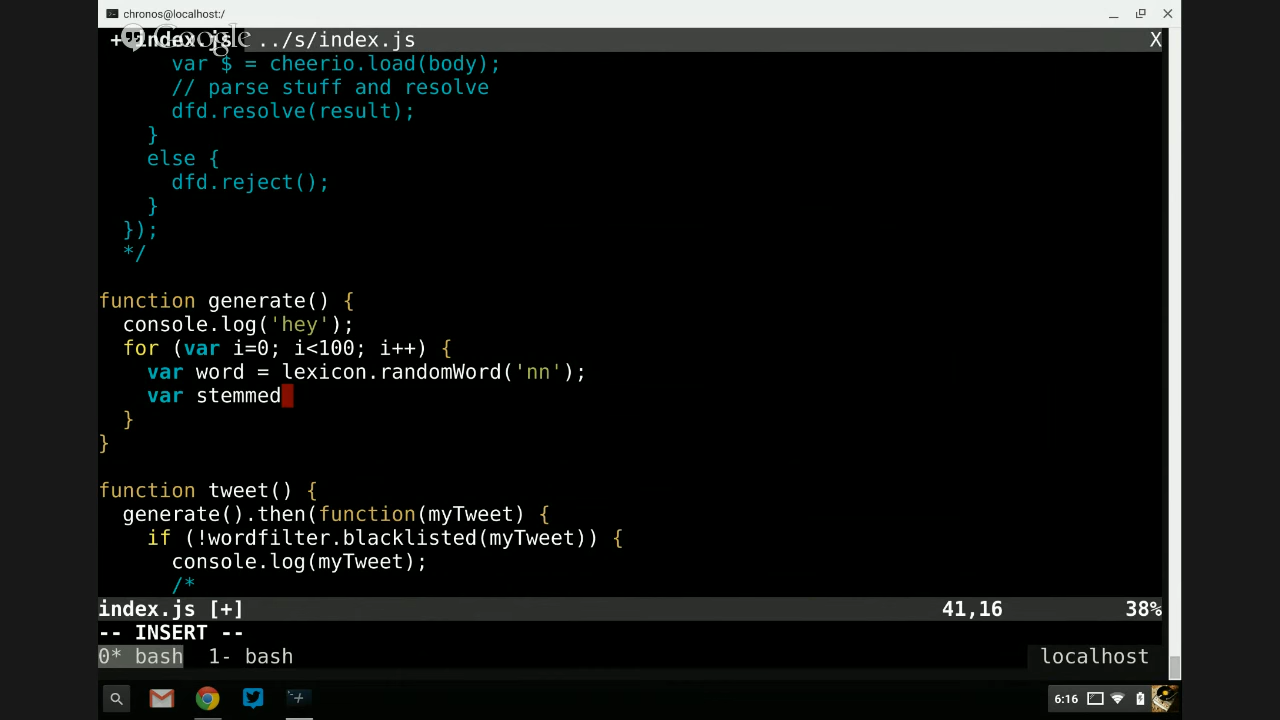 chronos@localhost:/
Google
+ index.js ../s/index.js X
var $ = cheerio.load(body);
// parse stuff and resolve
dfd.resolve(result);
}
else {
dfd.reject();
}
});
*/
function generate() {
console.log('hey');
for (var i=0; i<100; i++) {
var word = lexicon.randomWord('nn');
var stemmed
}
}
function tweet() {
generate().then(function(myTweet) {
if (!wordfilter.blacklisted(myTweet)) {
console.log(myTweet);
/*
index.js [+] 41,16 38%
-- INSERT --
0* bash 1- bash localhost
6:16